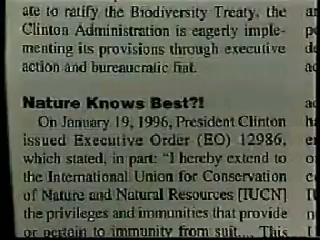 ate to ratify the Biodiversity Treaty, the
Clinton Administration is eagerly imple-
menting its provisions through executive
action and bureaucratic fiat.
Nature Knows Best?!
On January 19, 1996, President Clinton
issued Executive Order (EO) 12986,
which stated, in part: "I hereby extend to
the International Union for Conservation
of Nature and Natural Resources [IUCN]
the privileges and immunities that provide
or pertain to immunity from suit.... This